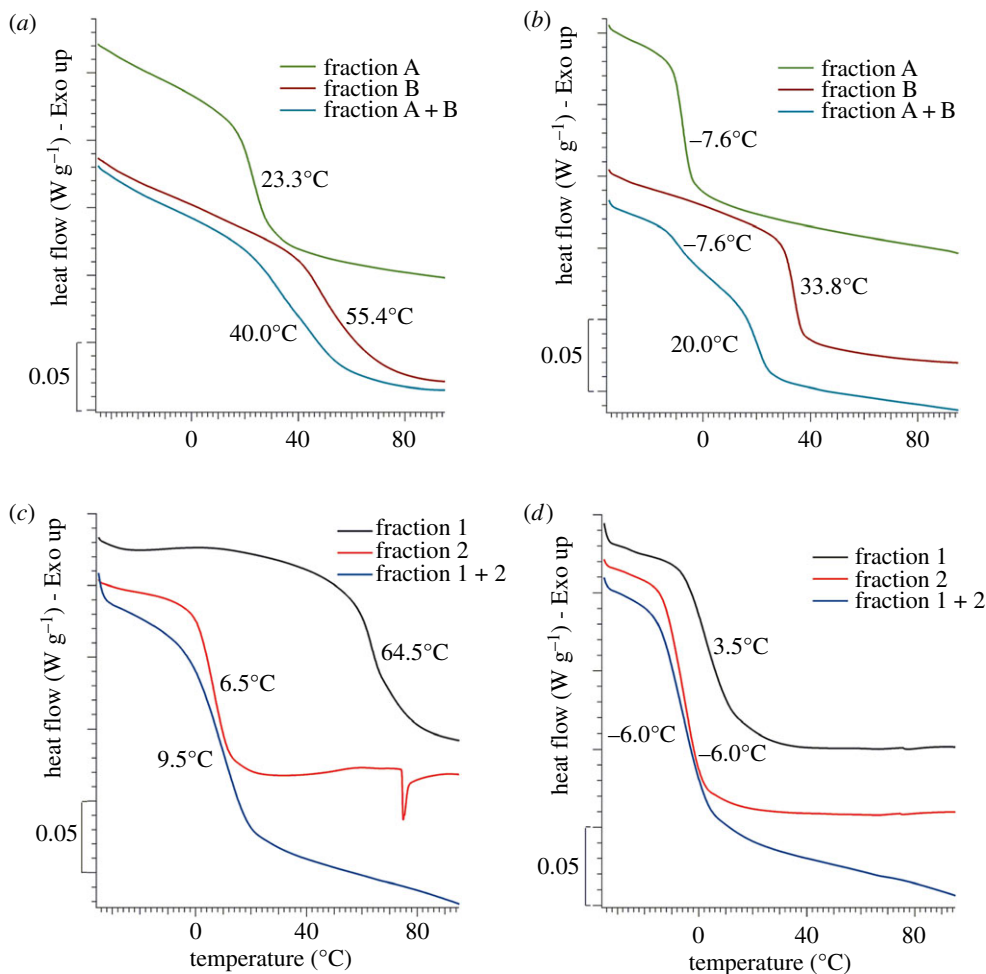 (a)
heat flow (W g⁻¹) - Exo up
fraction A
fraction B
fraction A + B
23.3°C
55.4°C
40.0°C
0.05
0 40 80
(b)
heat flow (W g⁻¹) - Exo up
fraction A
fraction B
fraction A + B
–7.6°C
–7.6°C
33.8°C
20.0°C
0.05
0 40 80
(c)
heat flow (W g⁻¹) - Exo up
fraction 1
fraction 2
fraction 1 + 2
64.5°C
6.5°C
9.5°C
0.05
0 40 80
temperature (°C)
(d)
heat flow (W g⁻¹) - Exo up
fraction 1
fraction 2
fraction 1 + 2
3.5°C
–6.0°C
–6.0°C
0.05
0 40 80
temperature (°C)